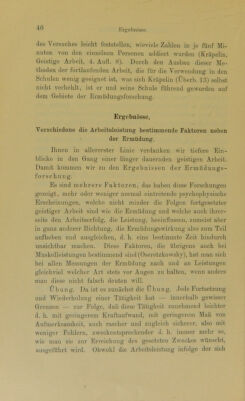 40
Ergebnisse.
des Versuches leicht feststellen, wieviele Zahlen in je fünf Mi-
nuten von den einzelnen Personen addiert wurden (Kräpelin,
Geistige Arbeit, 4. Aufl. 8). Durch den Ausbau dieser Me-
thodes der fortlaufenden Arbeit, die für die Verwendung in den
Schulen wenig geeignet ist, was auch Kräpelin (Überb. 13) selbst
nicht bestreitet, ist er und seine Schule führend geworden auf
dem Gebiete der Ermüdungsforschung.
Ergebnisse,
Verschiedene die Arbeitsleistung bestimmende Faktoren neben
der Ermüdung.
Ihnen in allererster Linie verdanken wir tiefere Ein-
blicke in den Gang einer länger dauernden geistigen Arbeit.
Damit kommen wir zu den Ergebnissen der Ermüdungs-
forschung.
Es sind mehrere Faktoren, das haben diese Forschungen
gezeigt, mehr oder weniger normal eintretende psychophysische
Erscheinungen, welche nicht minder die Folgen fortgesetzter
geistiger Arbeit sind wie die Ermüdung und welche auch ihrer-
seits den Arbeitserfolg, die Leistung, beeinflussen, zumeist aber
in ganz anderer Richtung, die Ermüdungswirkung also zum Teil
aufheben und ausgleichen, d. h. eine bestimmte Zeit hindurch
unsichtbar machen. Diese Faktoren, die übrigens auch bei
Muskelleistungen bestimmend sind (Oseretzkowsky), hat man sich
bei allen Messungen der Ermüdung nach und an Leistungen
gleichviel welcher Art stets vor Augen zu halten, wenn anders
man diese nicht falsch deuten will.
Übung. Da ist es zunächst die Übung. Jede Fortsetzung
und Wiederholung einer Tätigkeit hat — innerhalb gewisser
Grenzen — zur Folge, daß diese Tätigkeit zunehmend leichter
d. h. mit geringerem Kraftaufwand, mit geringerem Maß von
Aufmerksamkeit, auch rascher und zugleich sicherer, also mit
weniger Fehlern, zweckentsprechender d. h. wenigstens so,
wie man sie zur Erreichung des gesetzten Zweckes wünscht,
ausgeführt wird. Obwohl die Arbeitsleistung infolge der sich